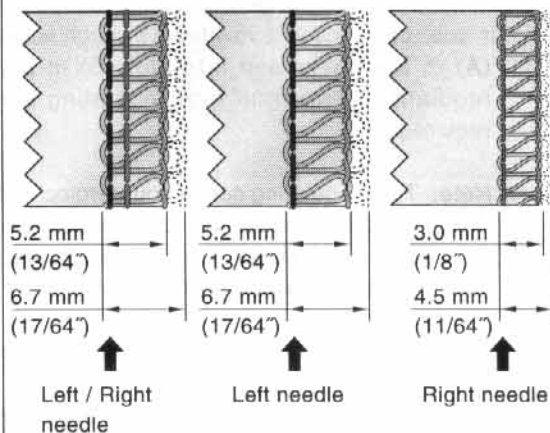 5.2 mm
(13/64″)
6.7 mm
(17/64″)
Left / Right
needle
5.2 mm
(13/64″)
6.7 mm
(17/64″)
Left needle
3.0 mm
(1/8″)
4.5 mm
(11/64″)
Right needle